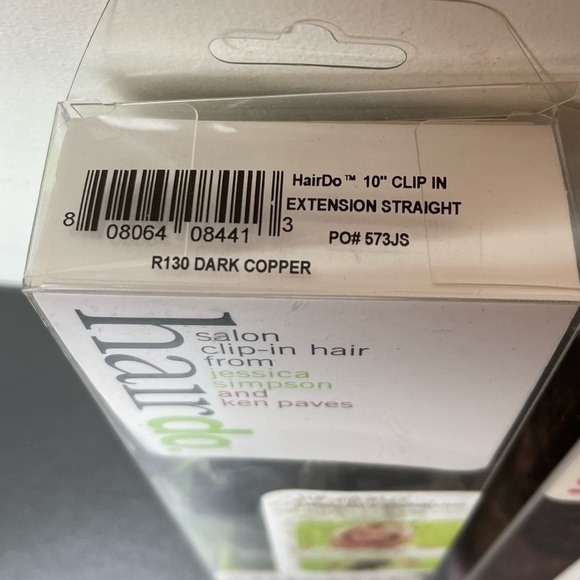 HairDo™ 10" CLIP IN
EXTENSION STRAIGHT
PO# 573JS
8 08064 08441 3
R130 DARK COPPER
hairdo
salon
clip-in hair
from
jessica
simpson
and
ken paves